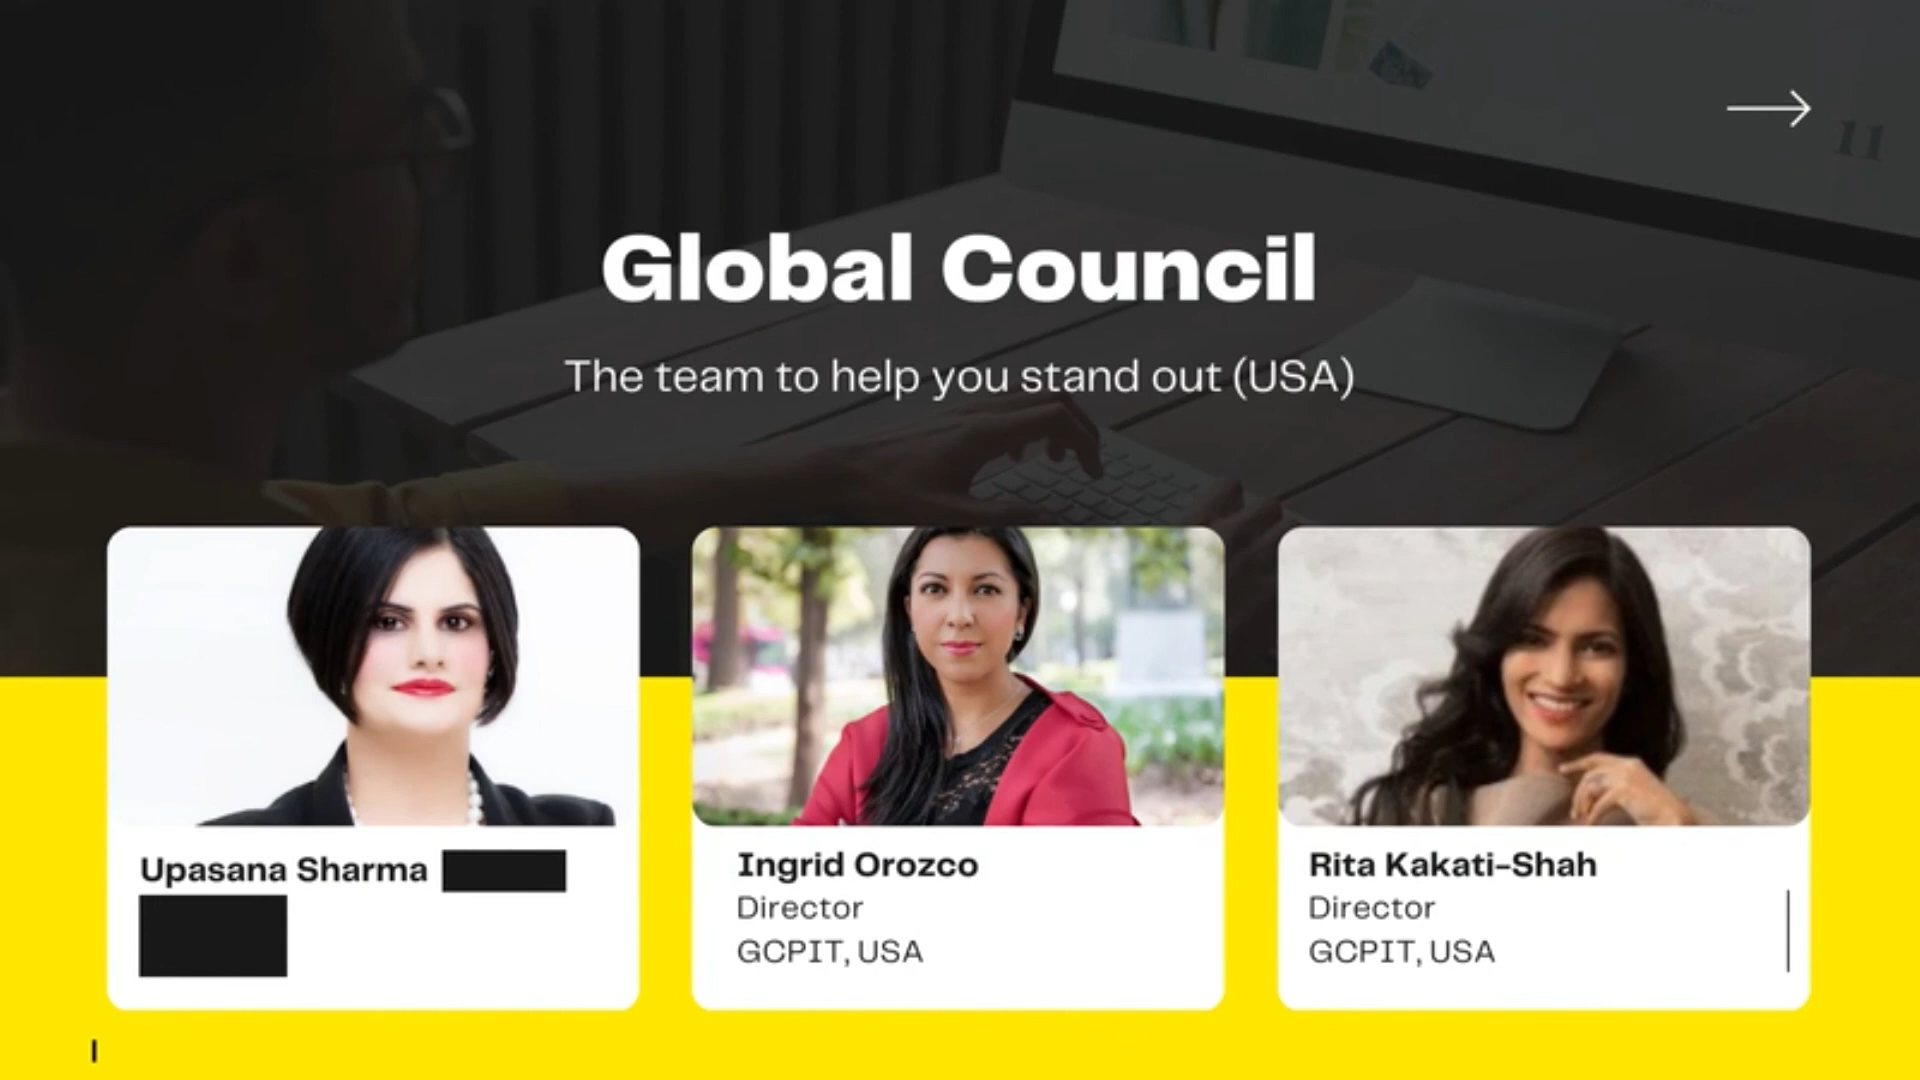 11
Global Council
The team to help you stand out (USA)
Upasana Sharma
Ingrid Orozco
Director
GCPIT, USA
Rita Kakati-Shah
Director
GCPIT, USA